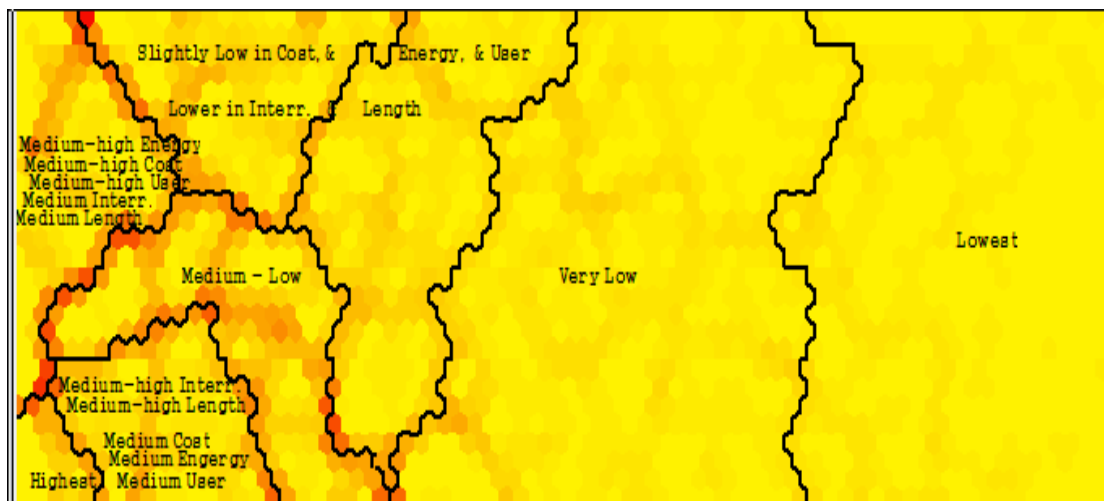 Slightly Low in Cost, & Energy, & User
Lower in Interr. & Length
Medium-high Energy
Medium-high Cost
Medium-high User
Medium Interr.
Medium Length
Lowest
Medium - Low
Very Low
Medium-high Interr.
Medium-high Length
Medium Cost
Medium Engergy
Highest Medium User